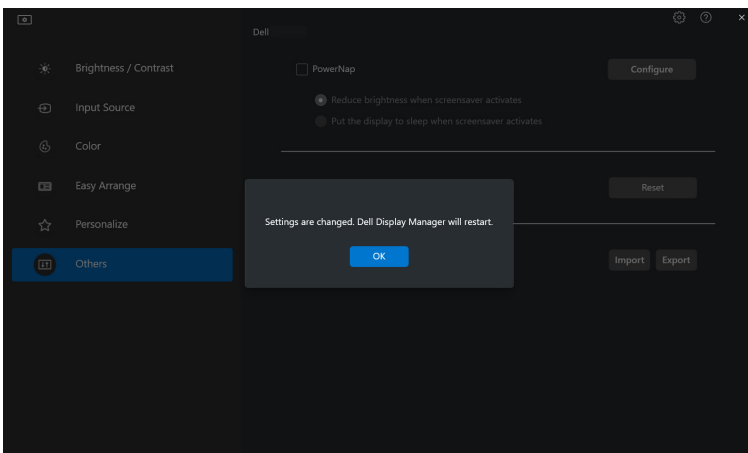 Dell
Brightness / Contrast
Input Source
Color
Easy Arrange
Personalize
Others
PowerNap
Configure
Reduce brightness when screensaver activates
Put the display to sleep when screensaver activates
Reset
Settings are changed. Dell Display Manager will restart.
OK
Import Export